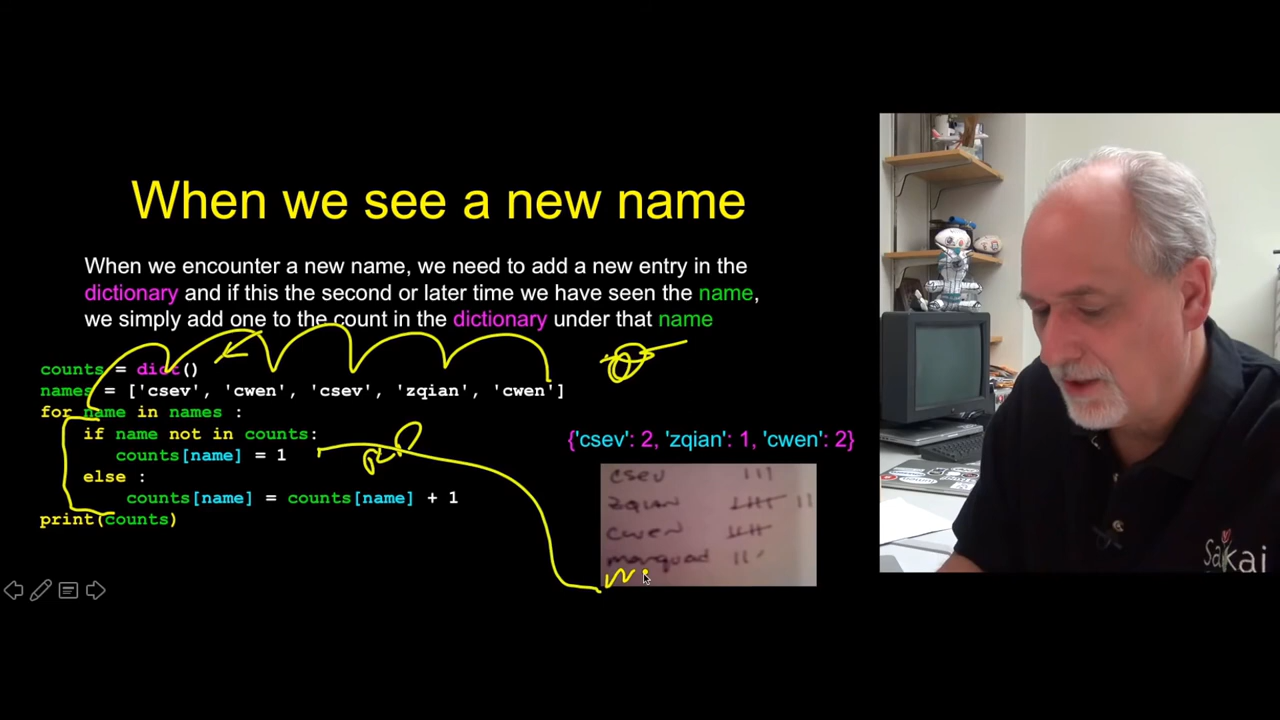 When we see a new name
When we encounter a new name, we need to add a new entry in the
dictionary and if this the second or later time we have seen the name,
we simply add one to the count in the dictionary under that name
counts = dict()
names = ['csev', 'cwen', 'csev', 'zqian', 'cwen']
for name in names :
if name not in counts:
counts[name] = 1
else :
counts[name] = counts[name] + 1
print(counts)
{'csev': 2, 'zqian': 1, 'cwen': 2}
csev
zqian
cwen
marquad
Sakai